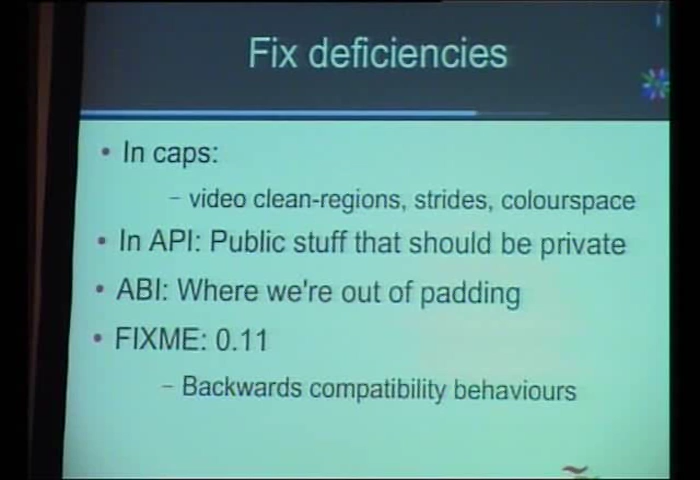 Fix deficiencies
• In caps:
– video clean-regions, strides, colourspace
• In API: Public stuff that should be private
• ABI: Where we're out of padding
• FIXME: 0.11
– Backwards compatibility behaviours